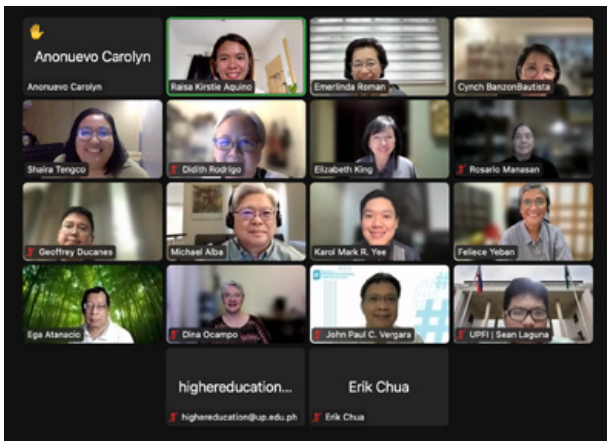 Anonuevo Carolyn
Anonuevo Carolyn
Raisa Kirstie Aquino
Emerlinda Roman
Cynch BanzonBautista
Shaira Tengco
Didith Rodrigo
Elizabeth King
Rosario Manasan
Geoffrey Ducanes
Michael Alba
Karol Mark R. Yee
Feliece Yeban
Ega Atanacio
Dina Ocampo
John Paul C. Vergara
UPFI | Sean Laguna
highereducation...
highereducation@up.edu.ph
Erik Chua
Erik Chua